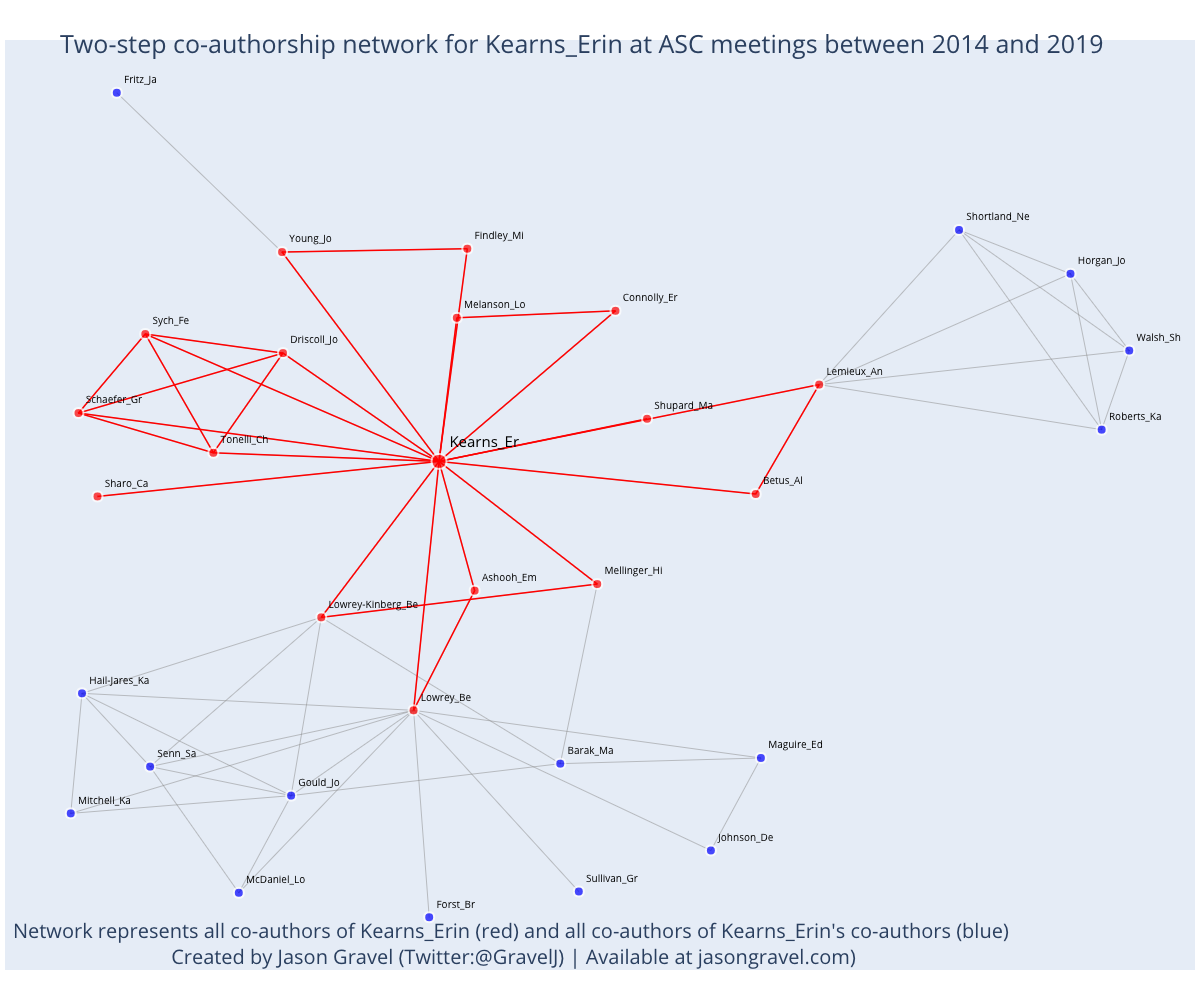 Two-step co-authorship network for Kearns_Erin at ASC meetings between 2014 and 2019
Fritz_Ja
Shortland_Ne
Young_Jo
Findley_Mi
Horgan_Jo
Melanson_Lo
Connolly_Er
Sych_Fe
Driscoll_Jo
Walsh_Sh
Lemieux_An
Schaefer_Gr
Shupard_Ma
Roberts_Ka
Tonelli_Ch
Kearns_Er
Sharo_Ca
Betus_Al
Ashooh_Em
Mellinger_Hi
Lowrey-Kinberg_Be
Hail-Jares_Ka
Lowrey_Be
Senn_Sa
Barak_Ma
Maguire_Ed
Gould_Jo
Mitchell_Ka
Johnson_De
McDaniel_Lo
Sullivan_Gr
Forst_Br
Network represents all co-authors of Kearns_Erin (red) and all co-authors of Kearns_Erin's co-authors (blue)
Created by Jason Gravel (Twitter:@GravelJ) | Available at jasongravel.com)